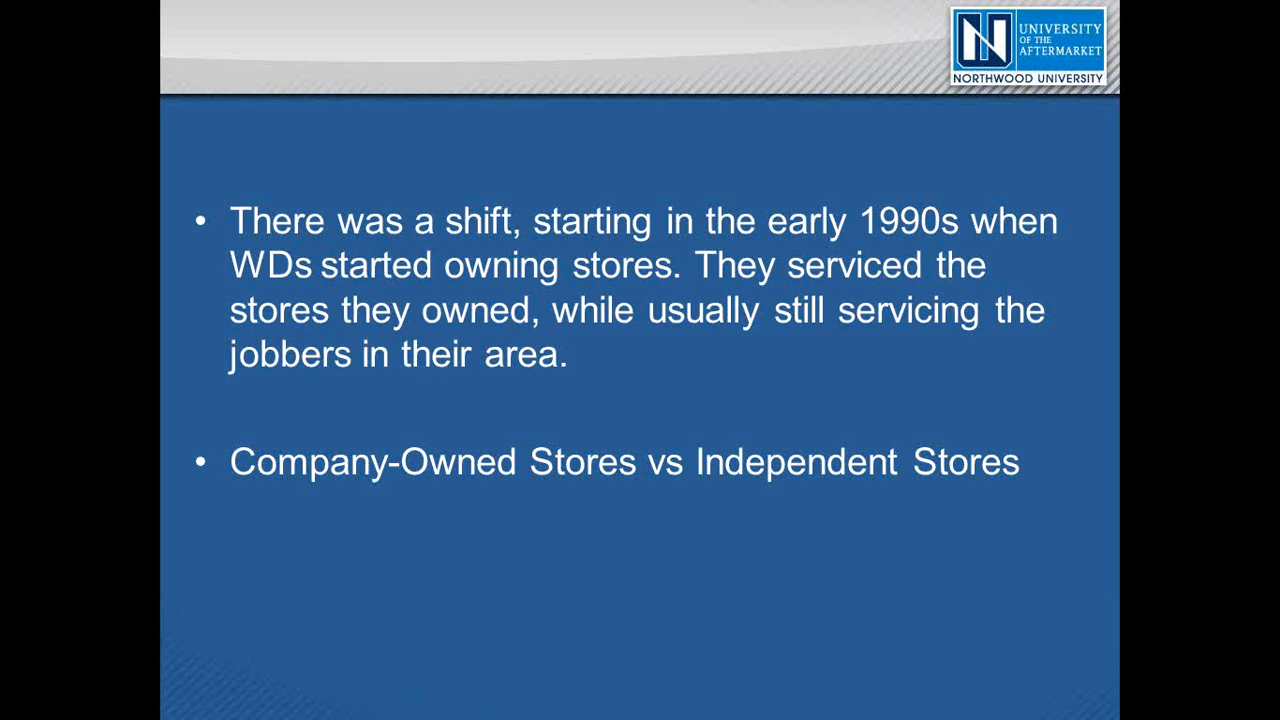 N UNIVERSITY
OF THE
AFTERMARKET
NORTHWOOD UNIVERSITY
• There was a shift, starting in the early 1990s when
WDs started owning stores. They serviced the
stores they owned, while usually still servicing the
jobbers in their area.
• Company-Owned Stores vs Independent Stores